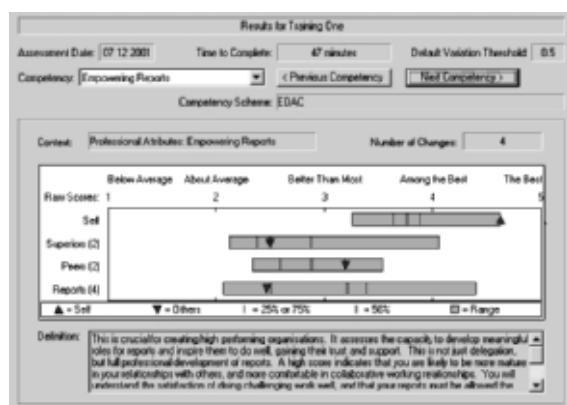 Results for Training One
Assessment Date: 07 12 2001 Time to Complete: 47 minutes Default Variation Threshold 0.5
Competency: Empowering Reports < Previous Competency Next Competency >
Competency Scheme: EDAC
Context: Professional Attributes: Empowering Reports Number of Changes: 4
Below Average About Average Better Than Most Among the Best The Best
Raw Scores: 1 2 3 4 5
Self
Superiors (2)
Peers (2)
Reports (4)
▲ = Self ▼ = Others | = 25% or 75% | = 50% = Range
Definition: This is crucial for creating high performing organisations. It assesses the capacity to develop meaningful
roles for reports and inspire them to do well, gaining their trust and support. This is not just delegation,
but full professional development of reports. A high score indicates that you are likely to be more mature
in your relationships with others, and more comfortable in collaborative working relationships. You will
understand the satisfaction of doing challenging work well, and that your reports must be allowed the